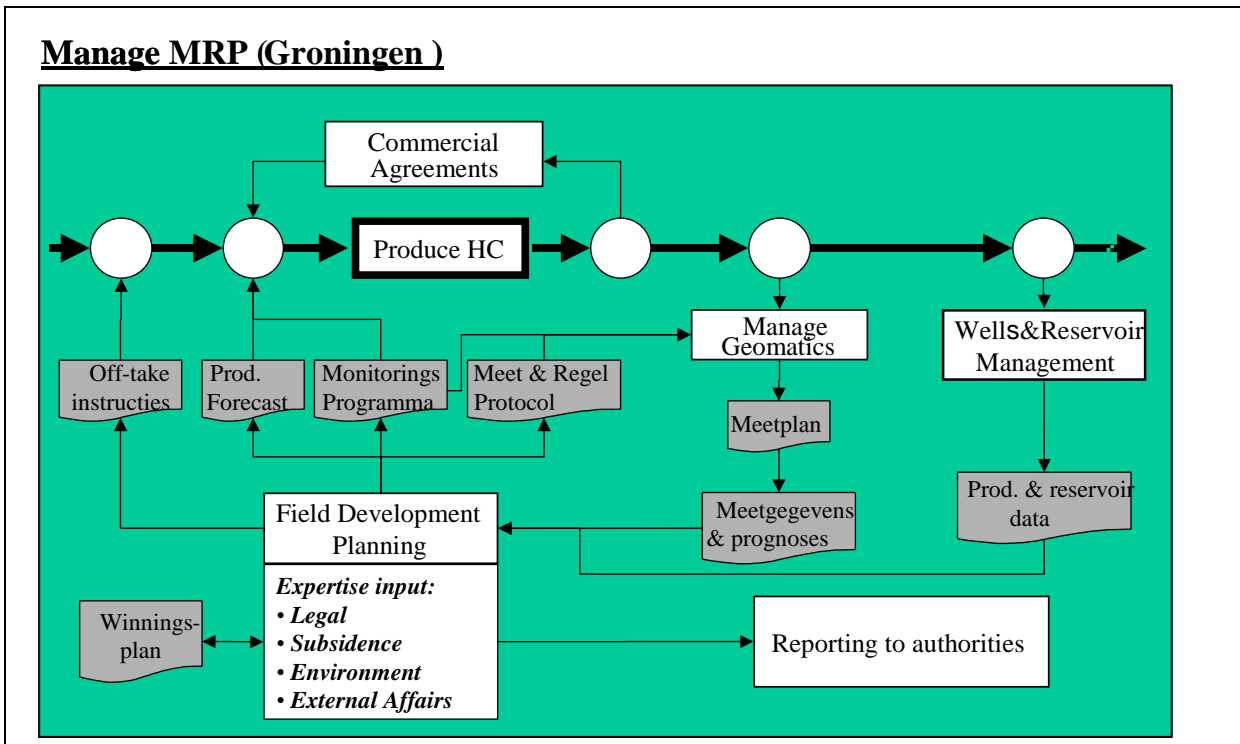 Manage MRP (Groningen )
Commercial
Agreements
Produce HC
Manage
Geomatics
Wells&Reservoir
Management
Off-take
instructies
Prod.
Forecast
Monitorings
Programma
Meet & Regel
Protocol
Meetplan
Field Development
Planning
Meetgegevens
& prognoses
Prod. & reservoir
data
Expertise input:
• Legal
• Subsidence
• Environment
• External Affairs
Winnings-
plan
Reporting to authorities